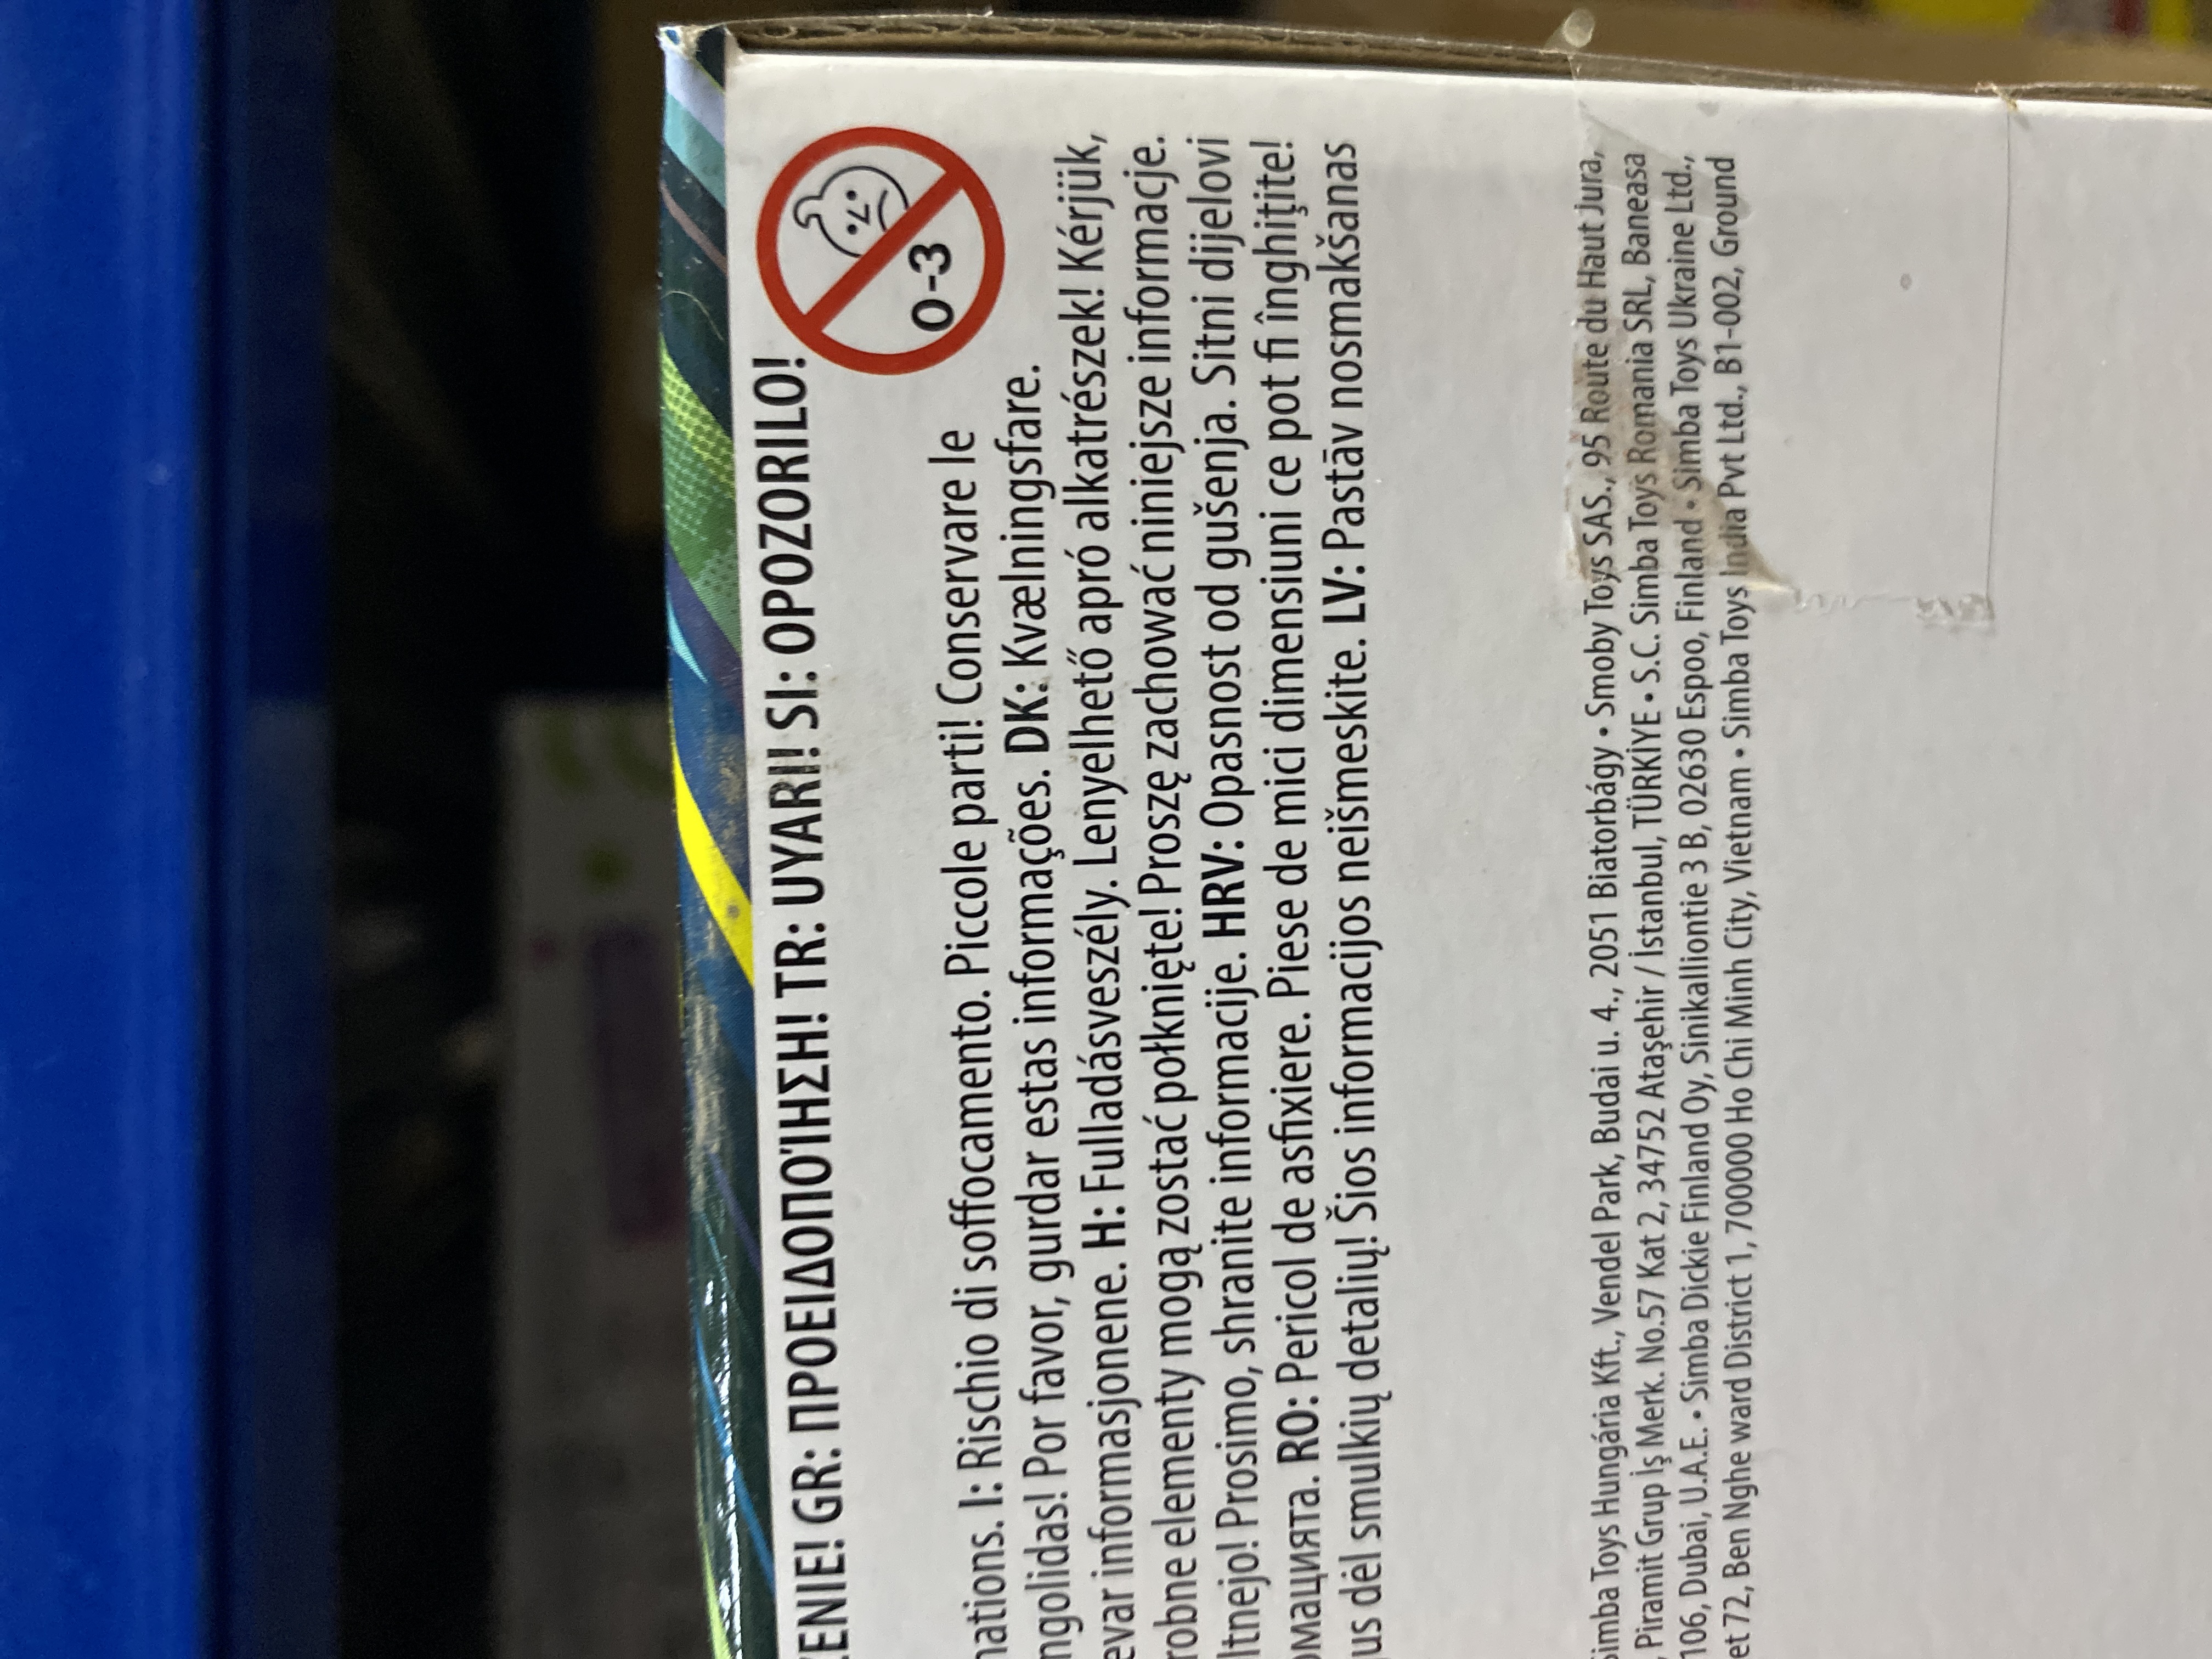 ENIE! GR: ΠΡΟΕΙΔΟΠΟΊΗΣΗ! TR: UYARI! SI: OPOZORILO!
0-3
nations. I: Rischio di soffocamento. Piccole parti! Conservare le
ngolidas! Por favor, gurdar estas informações. DK: Kvælningsfare.
evar informasjonene. H: Fulladásveszély. Lenyelhető apró alkatrészek! Kérjük,
robne elementy mogą zostać połknięte! Proszę zachować niniejsze informacje.
ltnejo! Prosimo, shranite informacije. HRV: Opasnost od gušenja. Sitni dijelovi
омацията. RO: Pericol de asfixiere. Piese de mici dimensiuni ce pot fi înghiţite!
us dėl smulkių detalių! Šios informacijos neišmeskite. LV: Pastāv nosmakšanas
Simba Toys Hungária Kft., Vendel Park, Budai u. 4., 2051 Biatorbágy • Smoby Toys SAS., 95 Route du Haut Jura,
, Piramit Grup İş Merk. No.57 Kat 2, 34752 Ataşehir / İstanbul, TÜRKİYE • S.C. Simba Toys Romania SRL, Baneasa
106, Dubai, U.A.E. • Simba Dickie Finland Oy, Sinikalliontie 3 B, 02630 Espoo, Finland • Simba Toys Ukraine Ltd.,
et 72, Ben Nghe ward District 1, 700000 Ho Chi Minh City, Vietnam • Simba Toys India Pvt Ltd., B1-002, Ground